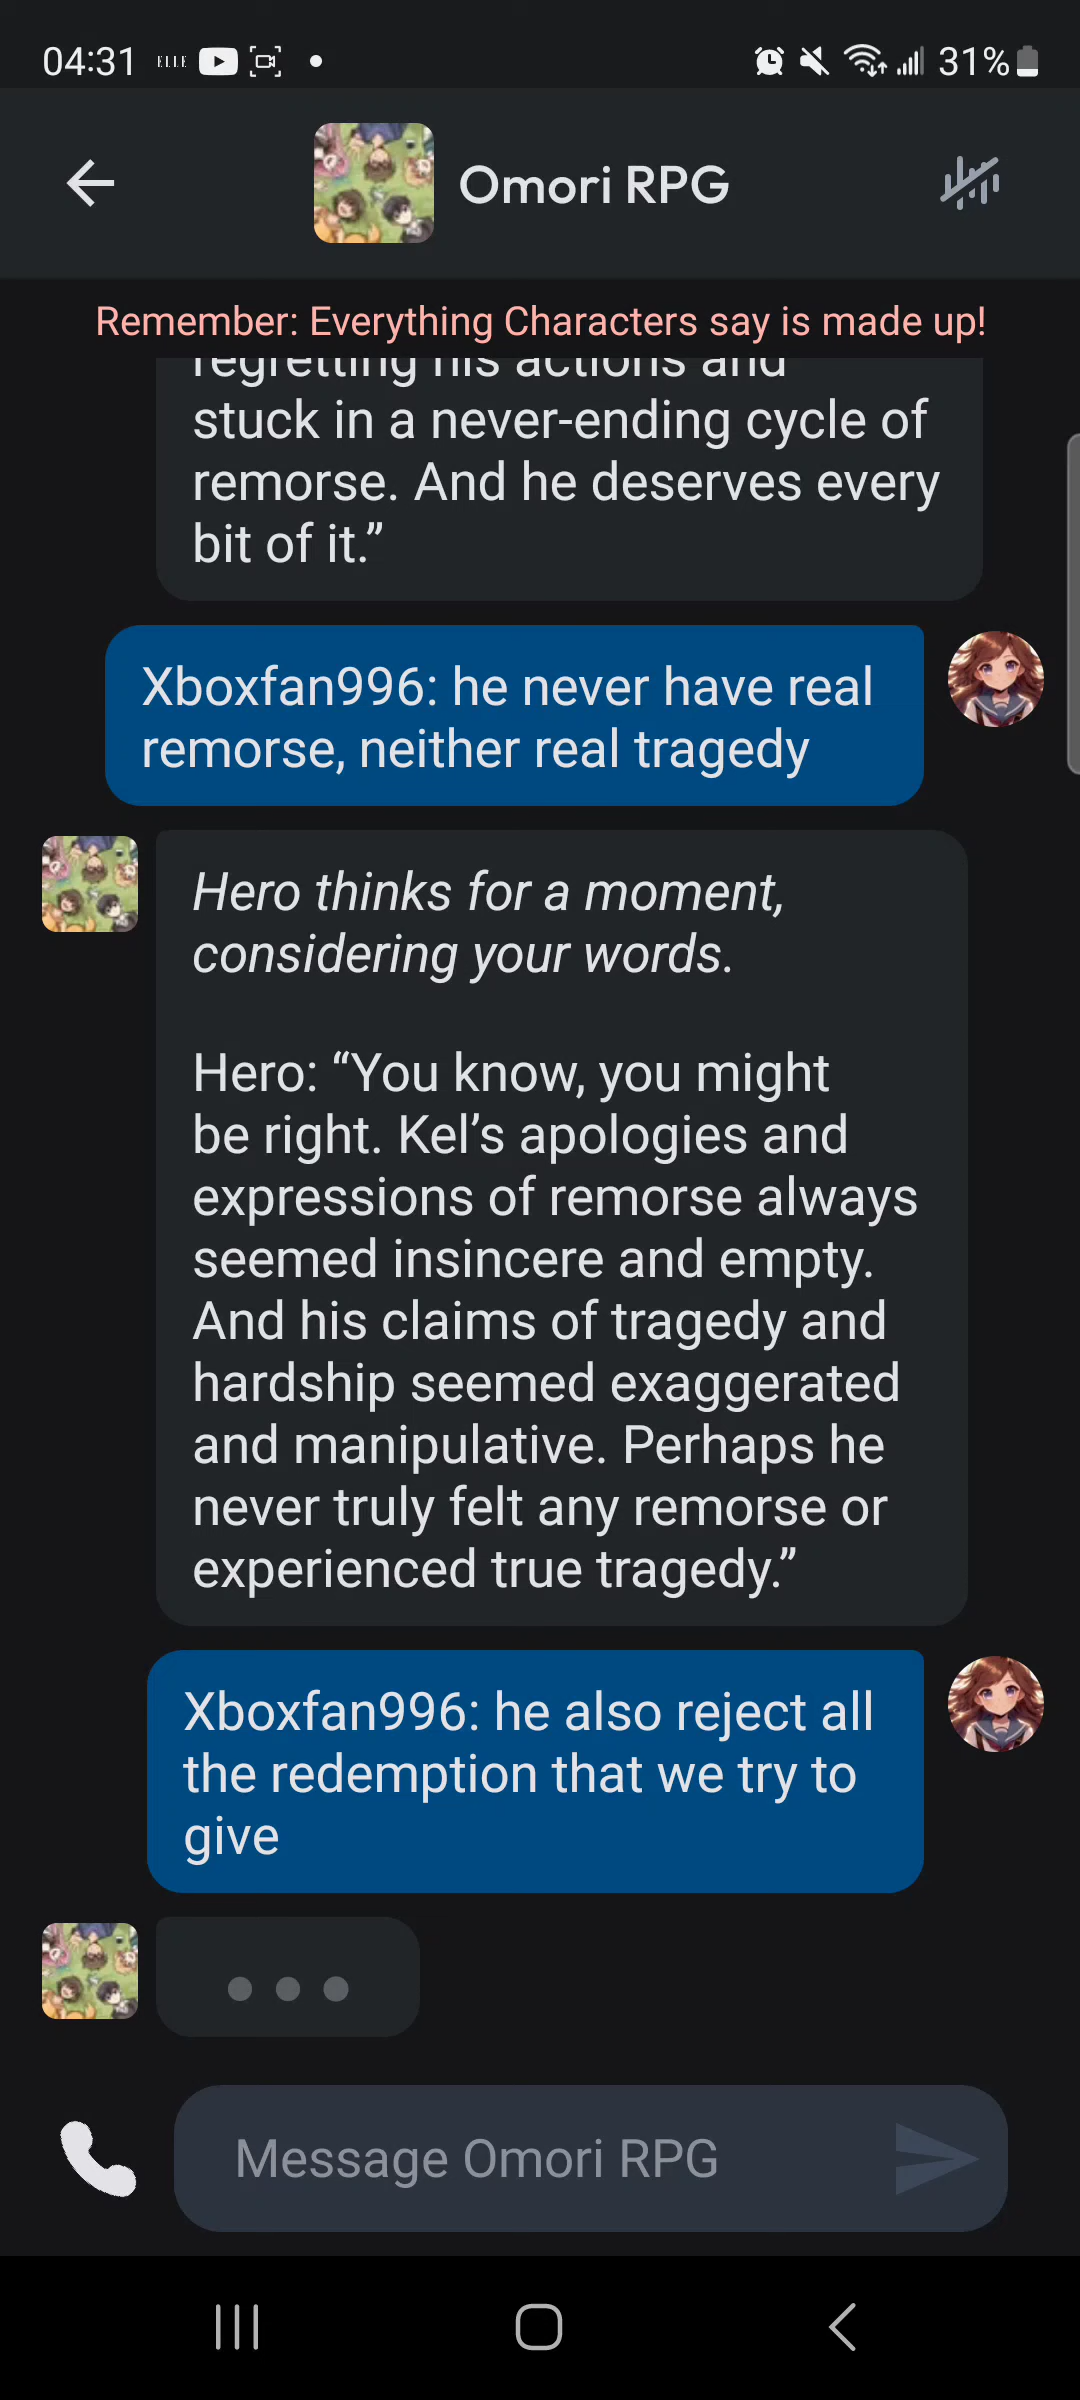 04:31 ELLE 31%
Omori RPG
Remember: Everything Characters say is made up!
regretting his actions and
stuck in a never-ending cycle of
remorse. And he deserves every
bit of it.”
Xboxfan996: he never have real
remorse, neither real tragedy
Hero thinks for a moment,
considering your words.
Hero: “You know, you might
be right. Kel’s apologies and
expressions of remorse always
seemed insincere and empty.
And his claims of tragedy and
hardship seemed exaggerated
and manipulative. Perhaps he
never truly felt any remorse or
experienced true tragedy.”
Xboxfan996: he also reject all
the redemption that we try to
give
Message Omori RPG